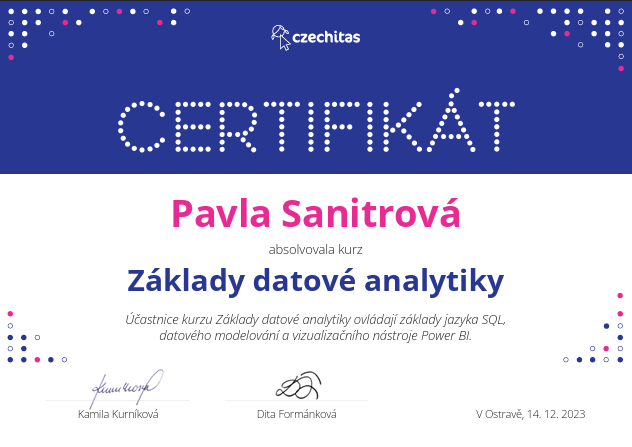 czechitas
CERTIFIKÁT
Pavla Sanitrová
absolvovala kurz
Základy datové analytiky
Účastnice kurzu Základy datové analytiky ovládají základy jazyka SQL,
datového modelování a vizualizačního nástroje Power BI.
Kamila Kurníková
Dita Formánková
V Ostravě, 14. 12. 2023